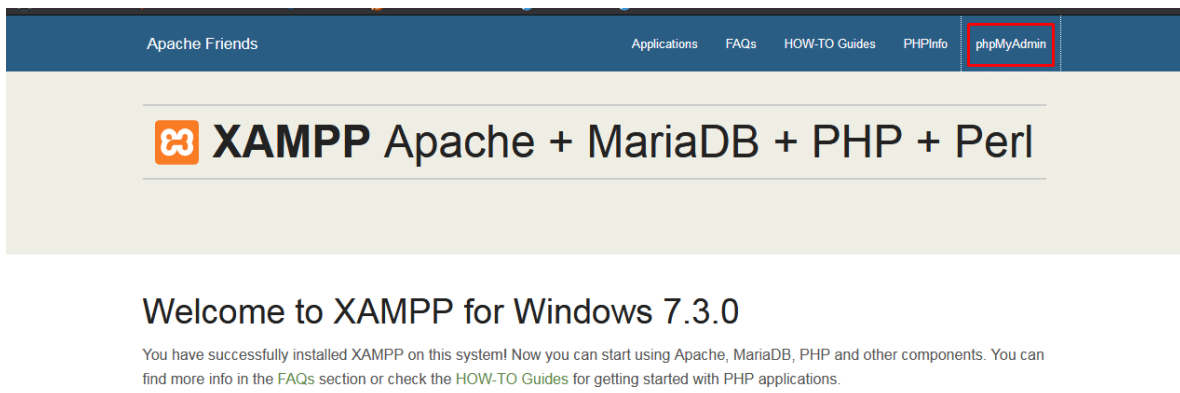 Apache Friends
Applications FAQs HOW-TO Guides PHPInfo phpMyAdmin
XAMPP Apache + MariaDB + PHP + Perl
Welcome to XAMPP for Windows 7.3.0
You have successfully installed XAMPP on this system! Now you can start using Apache, MariaDB, PHP and other components. You can
find more info in the FAQs section or check the HOW-TO Guides for getting started with PHP applications.